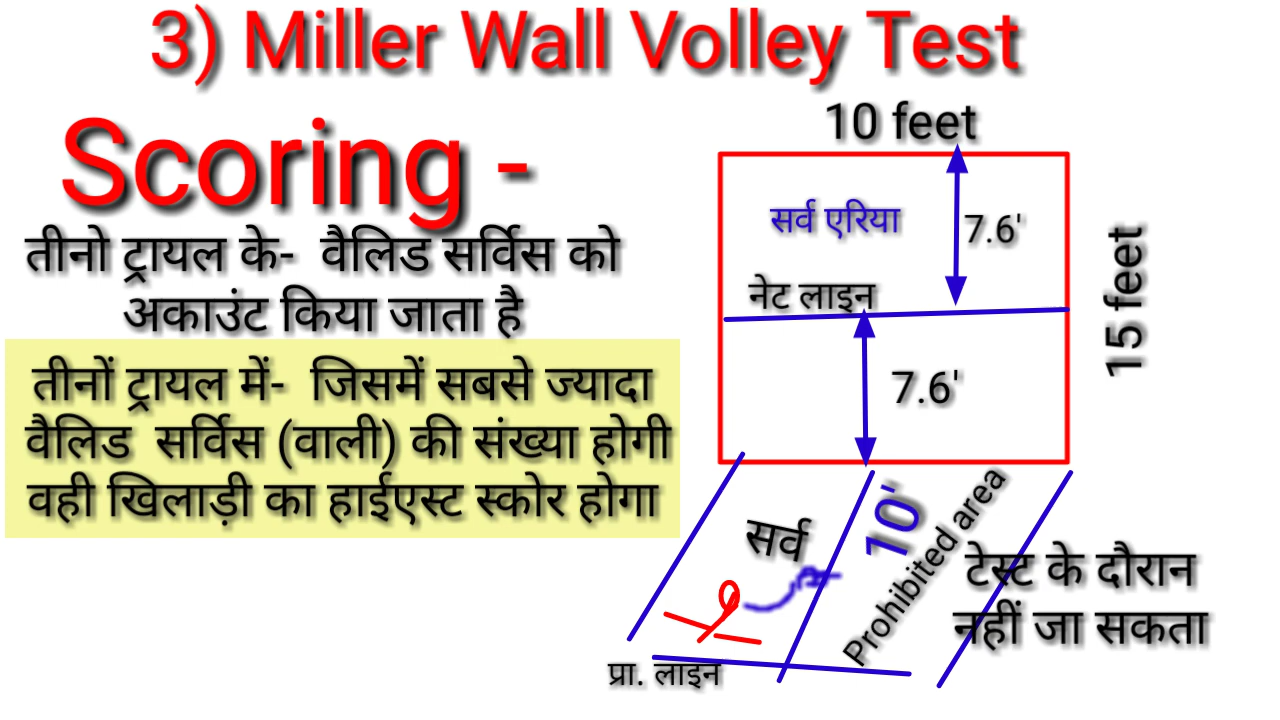 3) Miller Wall Volley Test
Scoring -
तीनो ट्रायल के- वैलिड सर्विस को
अकाउंट किया जाता है
तीनों ट्रायल में- जिसमें सबसे ज्यादा
वैलिड सर्विस (वाली) की संख्या होगी
वही खिलाड़ी का हाईएस्ट स्कोर होगा
10 feet
सर्व एरिया
7.6'
नेट लाइन
15 feet
7.6'
सर्व
10'
Prohibited area
टेस्ट के दौरान
नहीं जा सकता
प्रा. लाइन